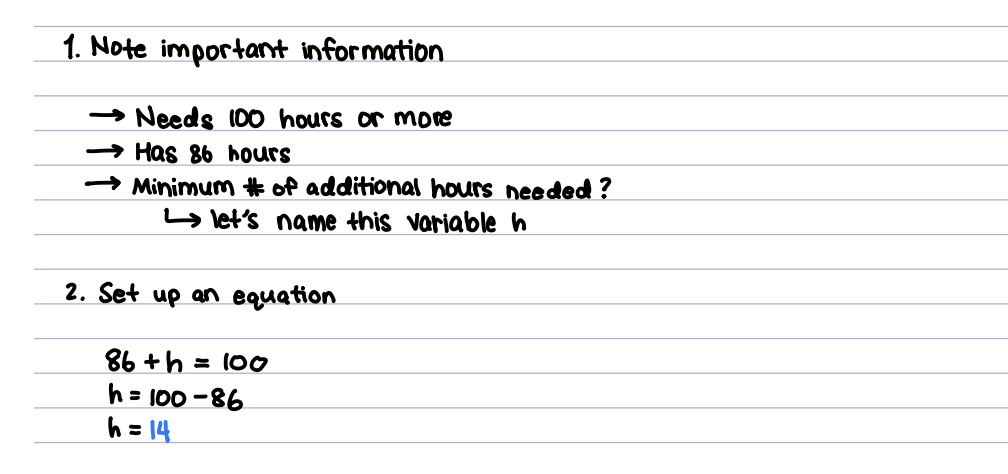 1. Note important information
→ Needs 100 hours or more
→ Has 86 hours
→ Minimum # of additional hours needed?
↳ let's name this variable h
2. Set up an equation
86 + h = 100
h = 100 - 86
h = 14